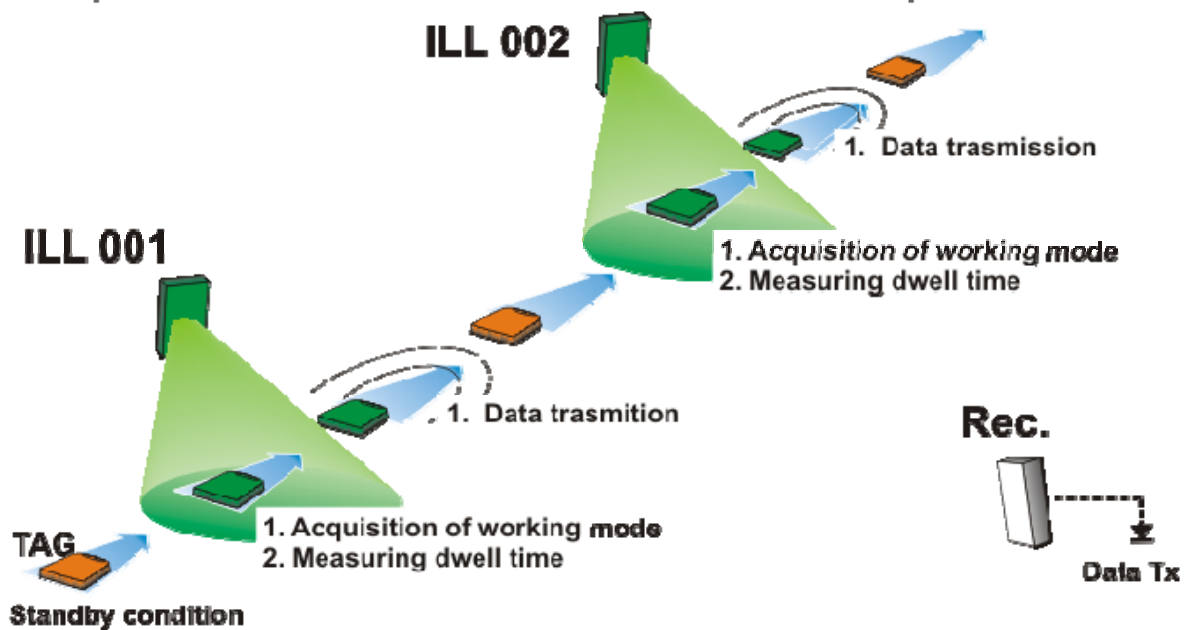 ILL 002
1. Data trasmission
1. Acquisition of working mode
2. Measuring dwell time
ILL 001
1. Data trasmition
Rec.
Data Tx
1. Acquisition of working mode
2. Measuring dwell time
TAG
Standby condition